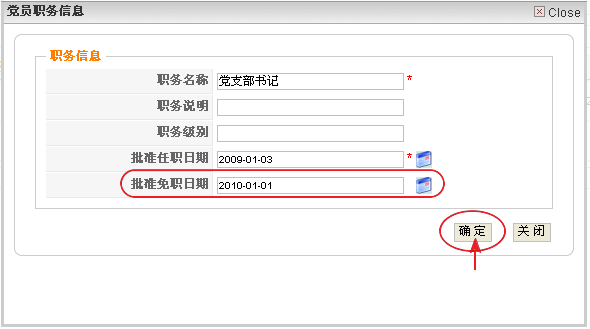 党员职务信息 Close
职务信息
职务名称 党支部书记 *
职务说明
职务级别
批准任职日期 2009-01-03 *
批准免职日期 2010-01-01
确定 关闭